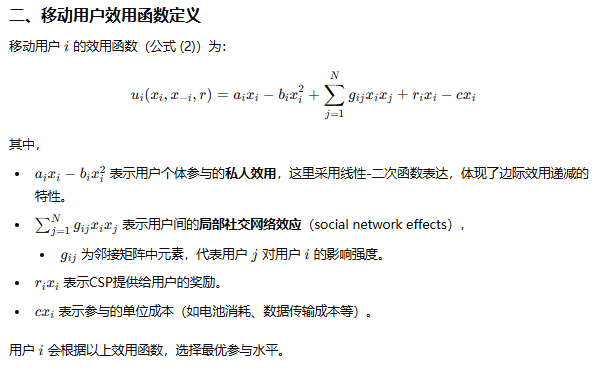 二、移动用户效用函数定义
移动用户 i 的效用函数（公式 (2)）为：
u_i(x_i, x_{-i}, r) = a_i x_i − b_i x_i^2 + \sum_{j=1}^{N} g_{ij} x_i x_j + r_i x_i − c x_i
其中，
• a_i x_i − b_i x_i^2 表示用户个体参与的私人效用，这里采用线性-二次函数表达，体现了边际效用递减的
特性。
• \sum_{j=1}^{N} g_{ij} x_i x_j 表示用户间的局部社交网络效应（social network effects），
• g_{ij} 为邻接矩阵中元素，代表用户 j 对用户 i 的影响强度。
• r_i x_i 表示CSP提供给用户的奖励。
• c x_i 表示参与的单位成本（如电池消耗、数据传输成本等）。
用户 i 会根据以上效用函数，选择最优参与水平。